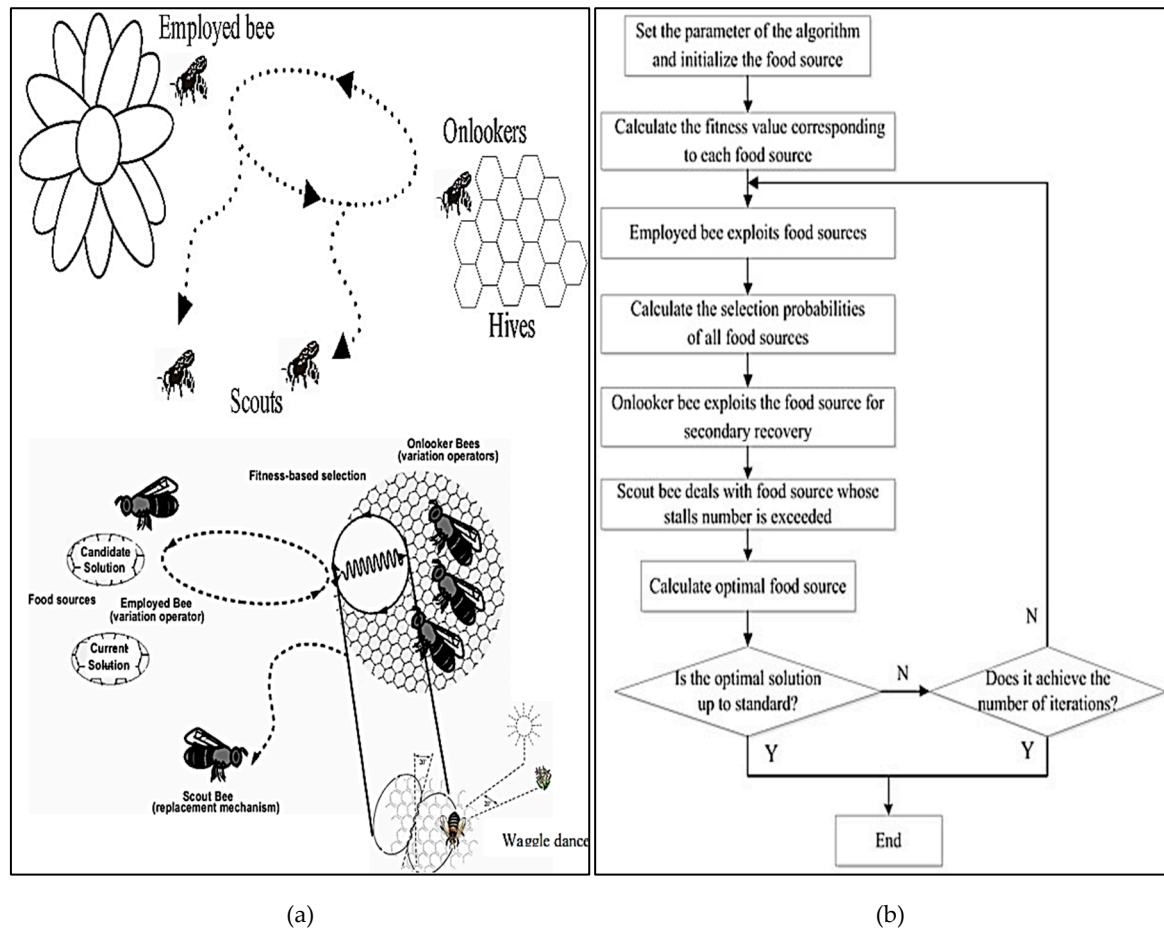 Employed bee
Onlookers
Hives
Scouts
Onlooker Bees
(variation operators)
Fitness-based selection
Candidate
Solution
Food sources
Employed Bee
(variation operator)
Current
Solution
Scout Bee
(replacement mechanism)
Waggle dance
(a)
Set the parameter of the algorithm
and initialize the food source
Calculate the fitness value corresponding
to each food source
Employed bee exploits food sources
Calculate the selection probabilities
of all food sources
Onlooker bee exploits the food source for
secondary recovery
Scout bee deals with food source whose
stalls number is exceeded
Calculate optimal food source
N
Is the optimal solution
up to standard?
N
Does it achieve the
number of iterations?
Y
Y
End
(b)